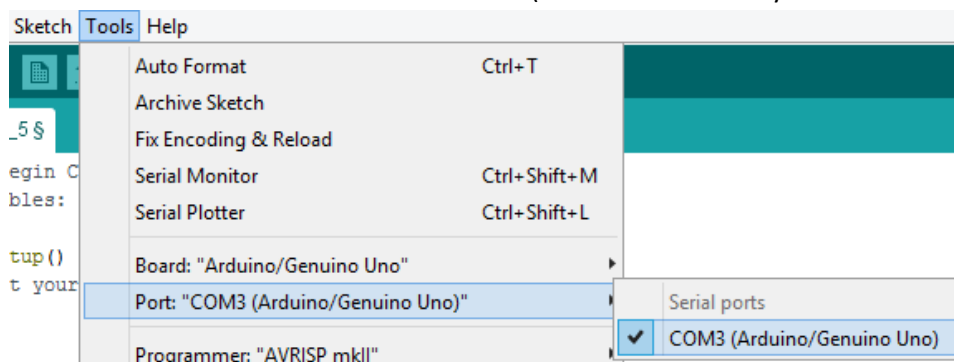 Sketch Tools Help
Auto Format Ctrl+T
Archive Sketch
_5 §
Fix Encoding & Reload
egin C
Serial Monitor Ctrl+Shift+M
bles:
Serial Plotter Ctrl+Shift+L
tup()
Board: "Arduino/Genuino Uno"
t your
Port: "COM3 (Arduino/Genuino Uno)"
Serial ports
COM3 (Arduino/Genuino Uno)
Programmer: "AVRISP mkII"